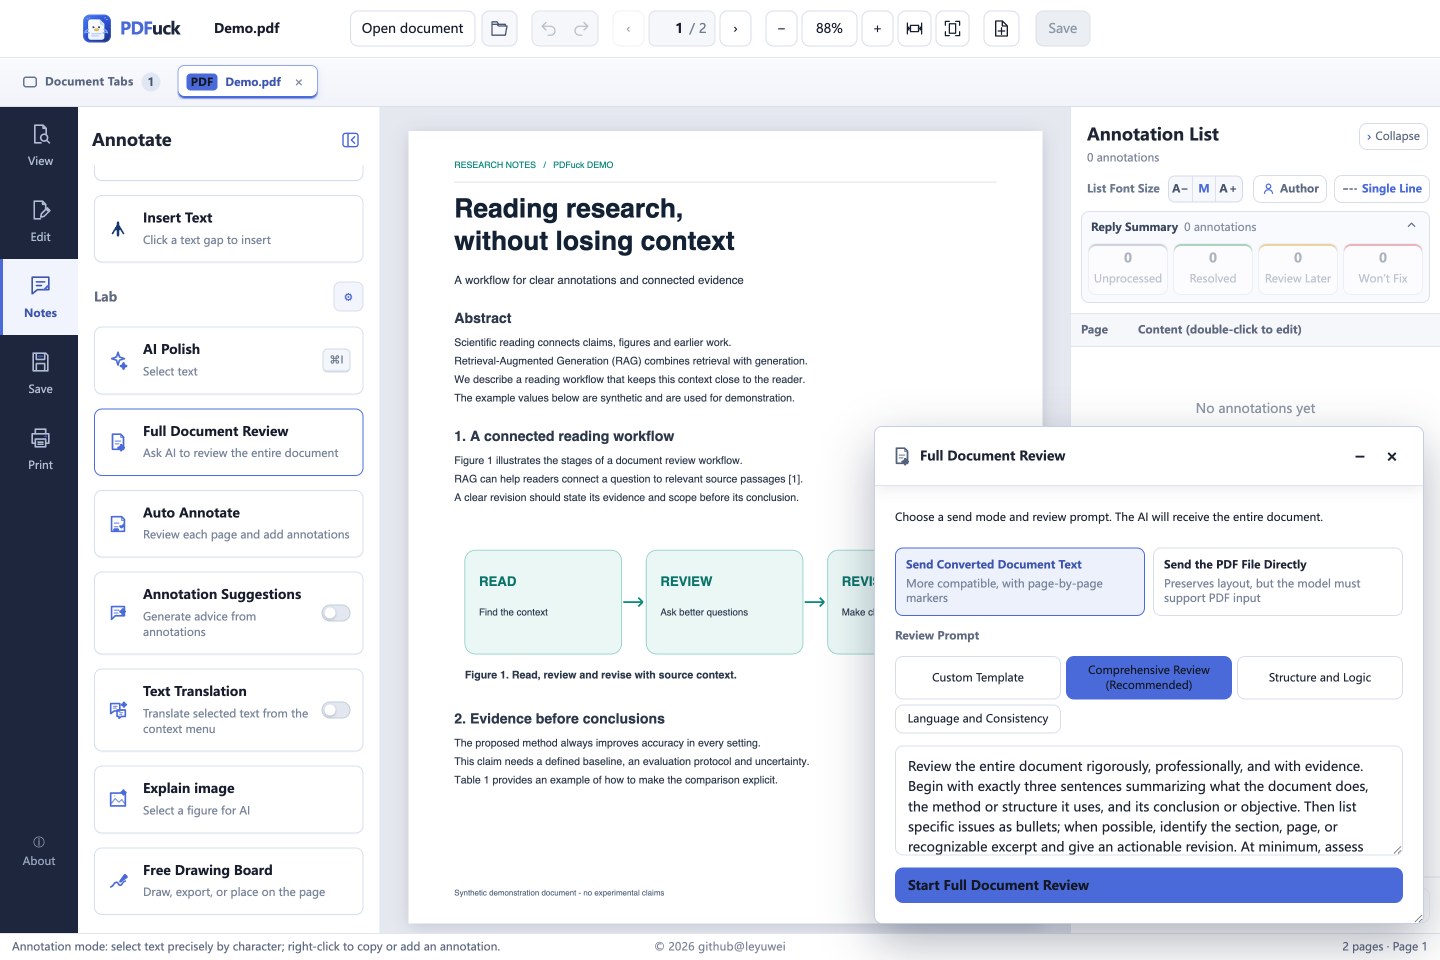 PDFuck
Demo.pdf
Open document
1 / 2
88%
Save
Document Tabs 1
PDF Demo.pdf ×
View
Edit
Notes
Save
Print
About
Annotate
Insert Text
Click a text gap to insert
Lab
AI Polish
Select text
⌘I
Full Document Review
Ask AI to review the entire document
Auto Annotate
Review each page and add annotations
Annotation Suggestions
Generate advice from
annotations
Text Translation
Translate selected text from the
context menu
Explain image
Select a figure for AI
Free Drawing Board
Draw, export, or place on the page
RESEARCH NOTES / PDFuck DEMO
Reading research,
without losing context
A workflow for clear annotations and connected evidence
Abstract
Scientific reading connects claims, figures and earlier work.
Retrieval-Augmented Generation (RAG) combines retrieval with generation.
We describe a reading workflow that keeps this context close to the reader.
The example values below are synthetic and are used for demonstration.
1. A connected reading workflow
Figure 1 illustrates the stages of a document review workflow.
RAG can help readers connect a question to relevant source passages [1].
A clear revision should state its evidence and scope before its conclusion.
READ
Find the context
REVIEW
Ask better questions
REVIS
Make cl
Figure 1. Read, review and revise with source context.
2. Evidence before conclusions
The proposed method always improves accuracy in every setting.
This claim needs a defined baseline, an evaluation protocol and uncertainty.
Table 1 provides an example of how to make the comparison explicit.
Synthetic demonstration document - no experimental claims
Annotation List
› Collapse
0 annotations
List Font Size A− M A+ Author Single Line
Reply Summary 0 annotations
0
Unprocessed
0
Resolved
0
Review Later
0
Won't Fix
Page Content (double-click to edit)
No annotations yet
Full Document Review
Choose a send mode and review prompt. The AI will receive the entire document.
Send Converted Document Text
More compatible, with page-by-page
markers
Send the PDF File Directly
Preserves layout, but the model must
support PDF input
Review Prompt
Custom Template
Comprehensive Review
(Recommended)
Structure and Logic
Language and Consistency
Review the entire document rigorously, professionally, and with evidence.
Begin with exactly three sentences summarizing what the document does,
the method or structure it uses, and its conclusion or objective. Then list
specific issues as bullets; when possible, identify the section, page, or
recognizable excerpt and give an actionable revision. At minimum, assess
Start Full Document Review
Annotation mode: select text precisely by character; right-click to copy or add an annotation.
© 2026 github@leyuwei
2 pages · Page 1